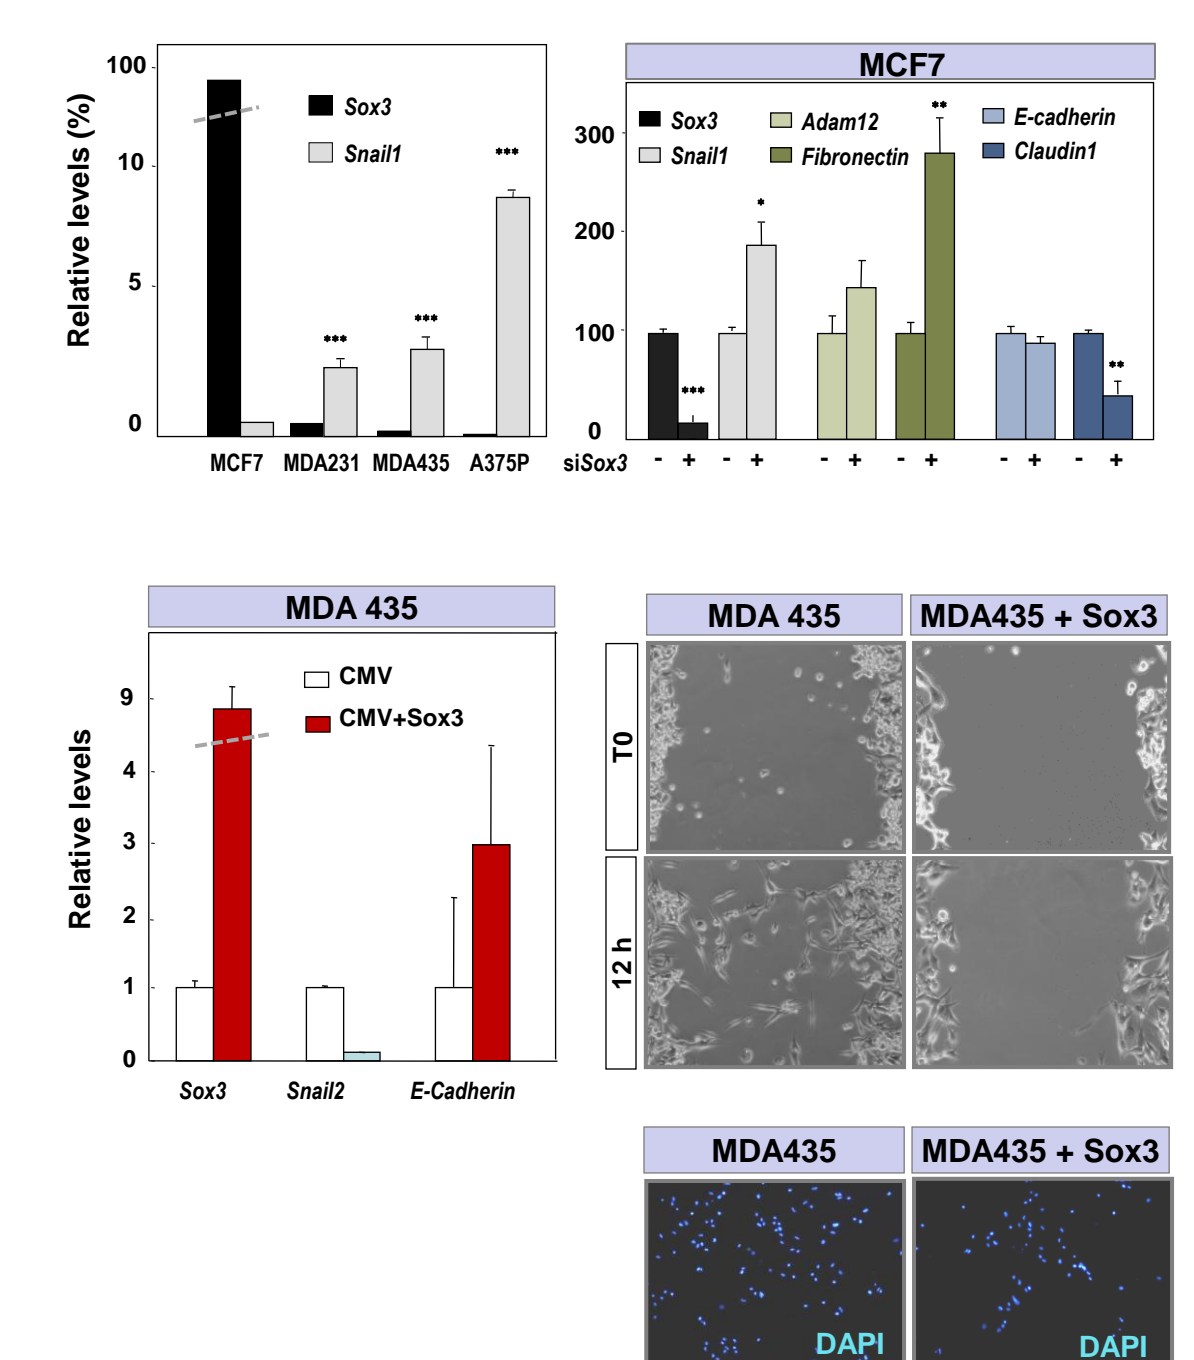 100
10
5
0
Relative levels (%)
Sox3
Snail1
***
***
***
MCF7 MDA231 MDA435 A375P
MCF7
300
200
100
0
Sox3 Adam12 E-cadherin
Snail1 Fibronectin Claudin1
***
*
**
**
siSox3 - + - + - + - + - + - +
MDA 435
9
4
3
2
1
0
Relative levels
CMV
CMV+Sox3
Sox3 Snail2 E-Cadherin
MDA 435 MDA435 + Sox3
T0
12 h
MDA435 MDA435 + Sox3
DAPI DAPI